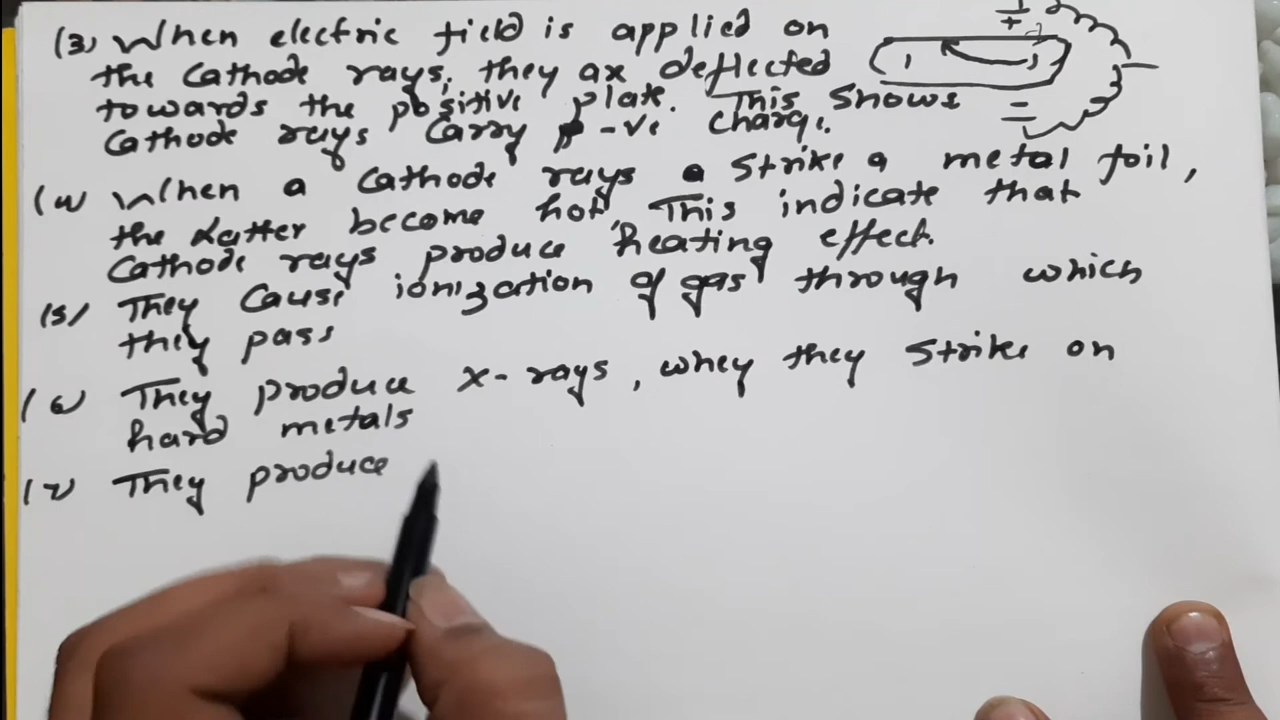 (3) When electric field is applied on
the Cathode rays, they ax deflected
towards the positive plate. This Shows
Cathode rays Carry -ve charge.
(4) When a Cathode rays a Strike a metal foil,
the Latter become hot, This indicate that
Cathode rays produce heating effect.
(5) They Cause ionization of gas through which
they pass
(6) They produce x-rays, whey they Strike on
hard metals
(7) They produce
+